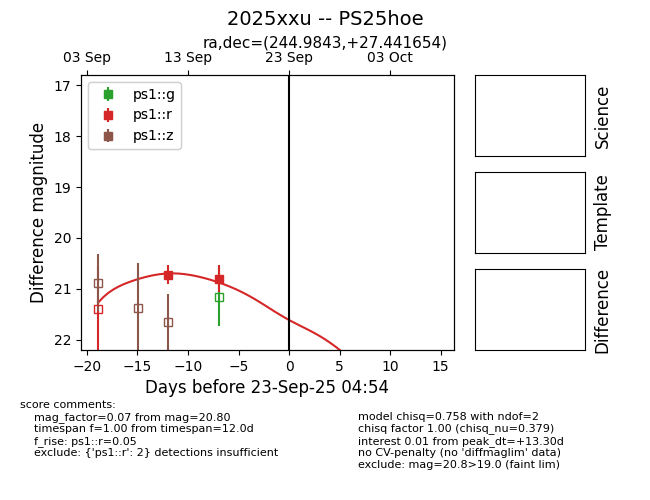 2025xxu -- PS25hoe
ra,dec=(244.9843,+27.441654)
03 Sep 13 Sep 23 Sep 03 Oct
17
18
19
20
21
22
Difference magnitude
ps1::g
ps1::r
ps1::z
−20 −15 −10 −5 0 5 10 15
Days before 23-Sep-25 04:54
Science
Template
Difference
score comments:
mag_factor=0.07 from mag=20.80
timespan f=1.00 from timespan=12.0d
f_rise: ps1::r=0.05
exclude: {'ps1::r': 2} detections insufficient
model chisq=0.758 with ndof=2
chisq factor 1.00 (chisq_nu=0.379)
interest 0.01 from peak_dt=+13.30d
no CV-penalty (no 'diffmaglim' data)
exclude: mag=20.8>19.0 (faint lim)